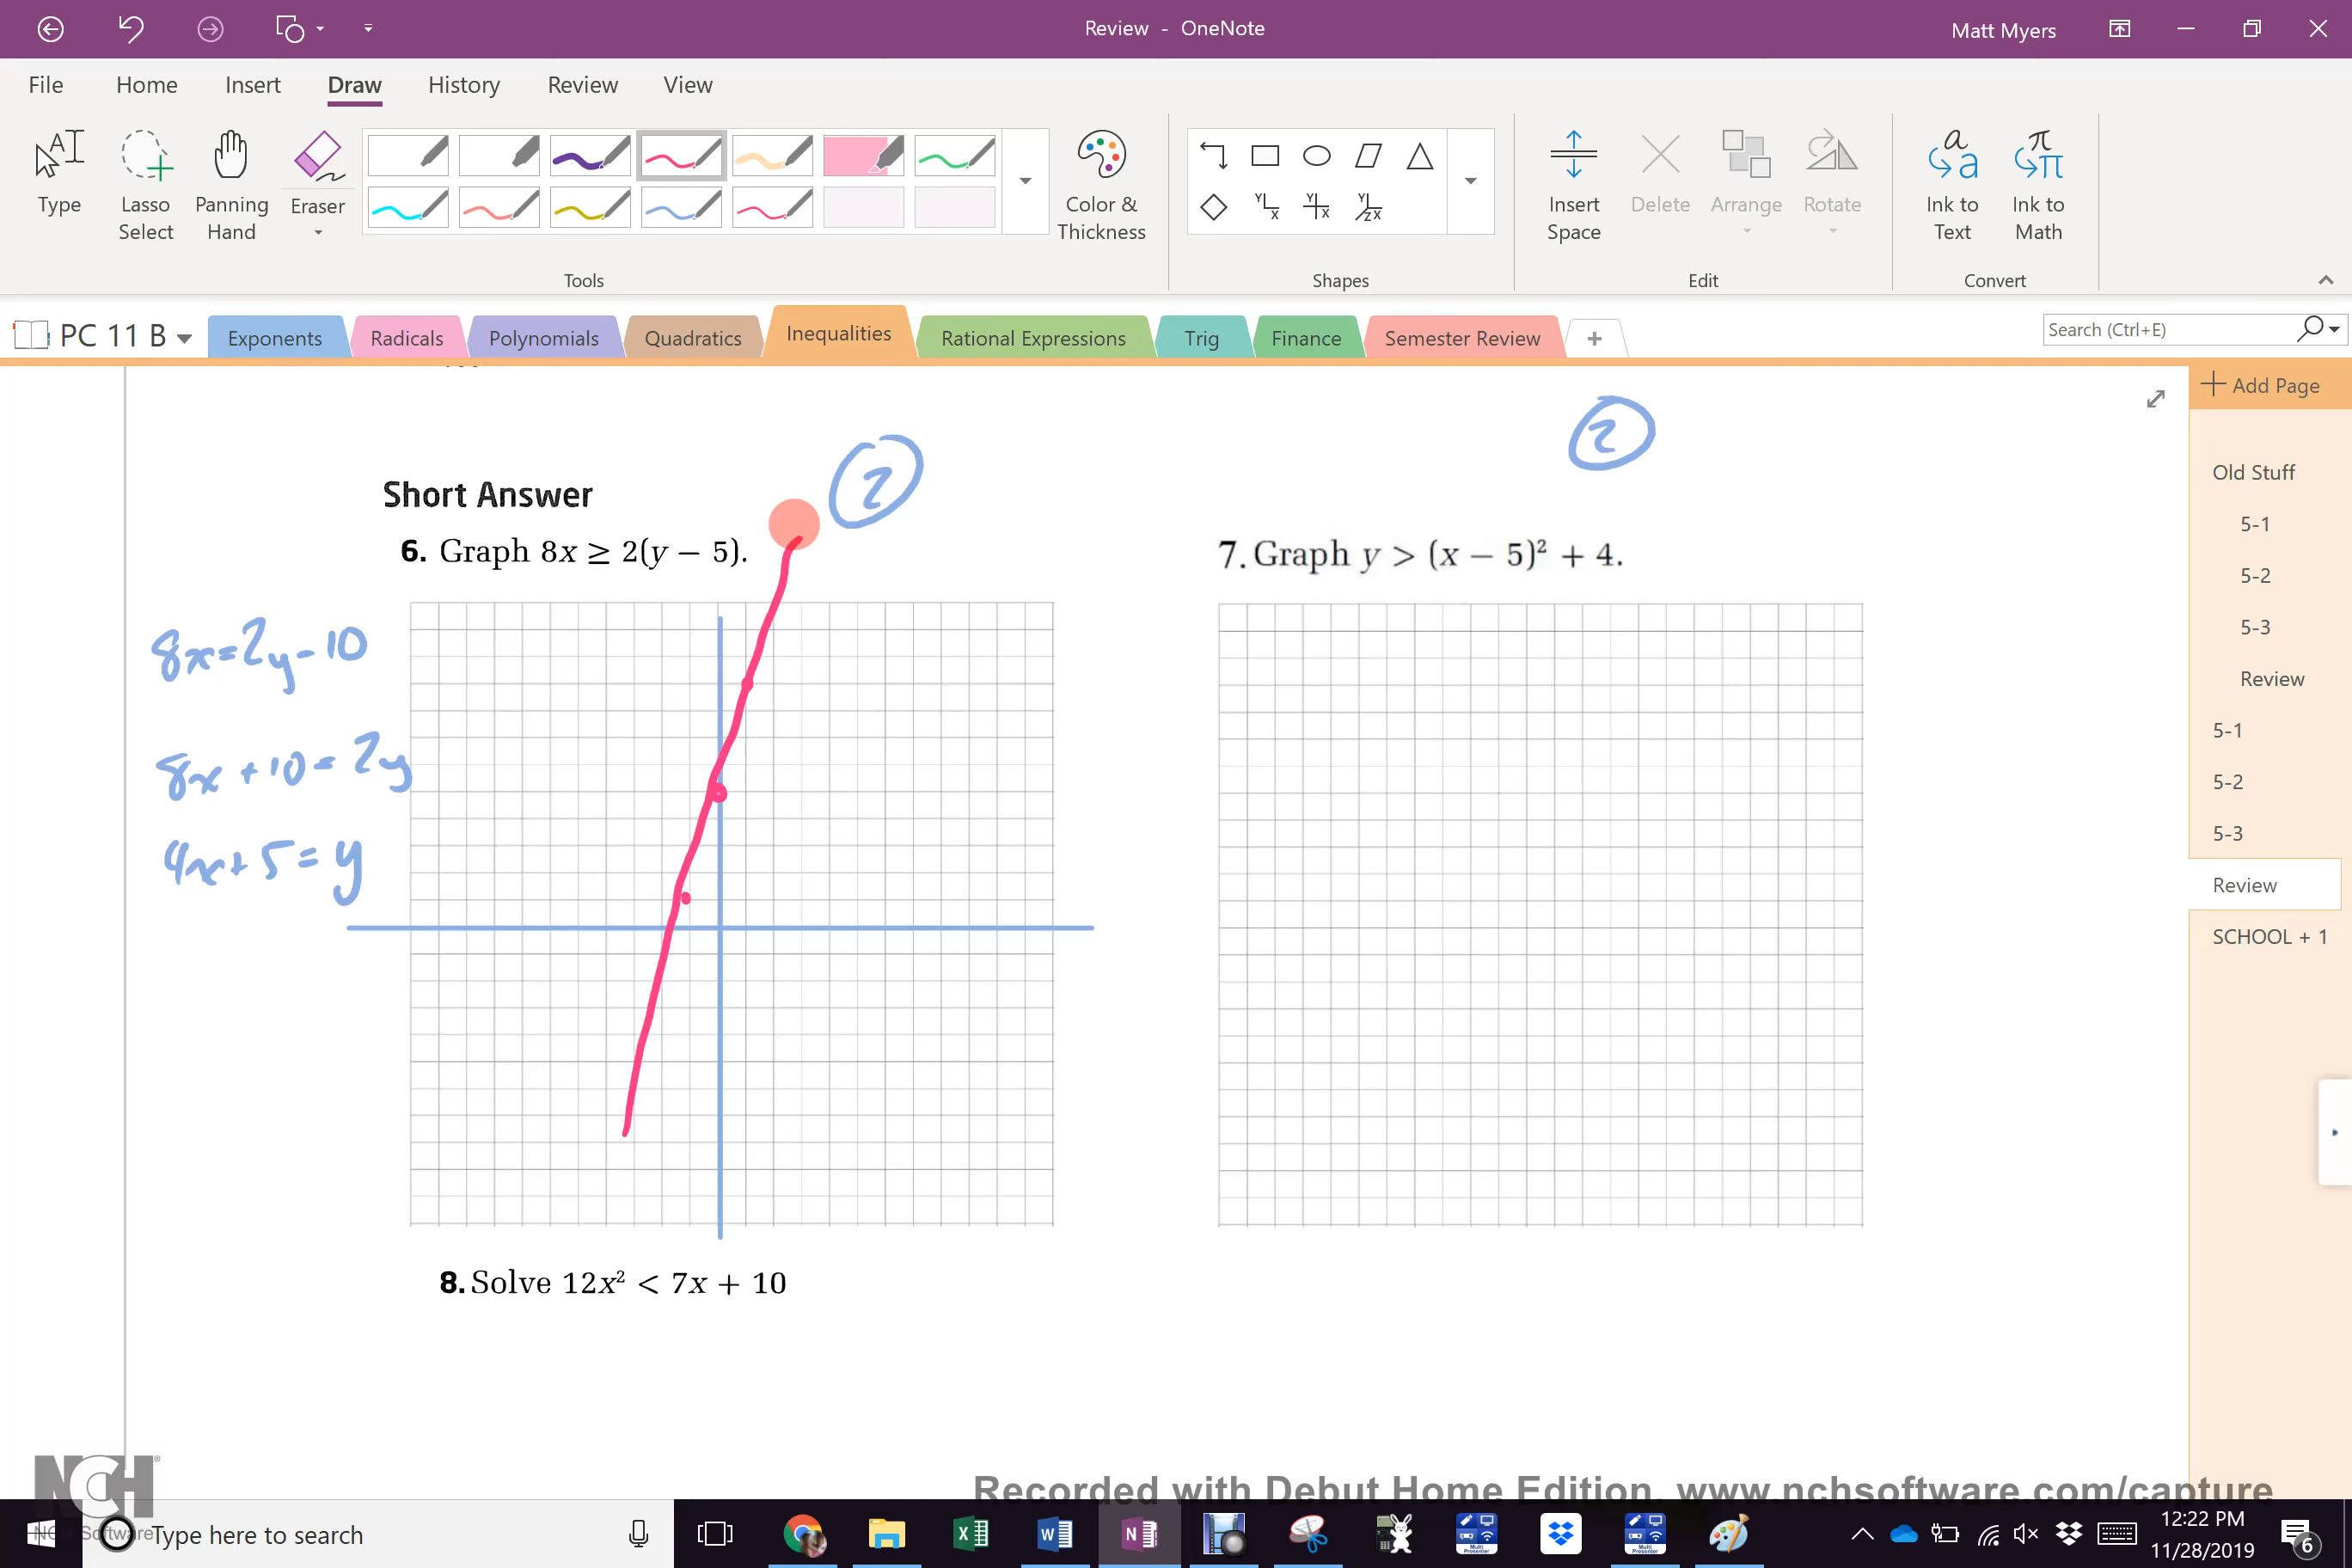 Review - OneNote
Matt Myers
File Home Insert Draw History Review View
Type
Lasso Select
Panning Hand
Eraser
Color & Thickness
Insert Space
Delete
Arrange
Rotate
Ink to Text
Ink to Math
Tools
Shapes
Edit
Convert
PC 11 B
Exponents Radicals Polynomials Quadratics Inequalities Rational Expressions Trig Finance Semester Review +
Search (Ctrl+E)
Add Page
Old Stuff
5-1
5-2
5-3
Review
5-1
5-2
5-3
Review
SCHOOL + 1
2
2
Short Answer
6. Graph 8x ≥ 2(y − 5).
7. Graph y > (x − 5)² + 4.
8x=2y-10
8x+10=2y
4x+5=y
8. Solve 12x² < 7x + 10
NCH®
NCH Software
Recorded with Debut Home Edition. www.nchsoftware.com/capture
Type here to search
12:22 PM
11/28/2019
6